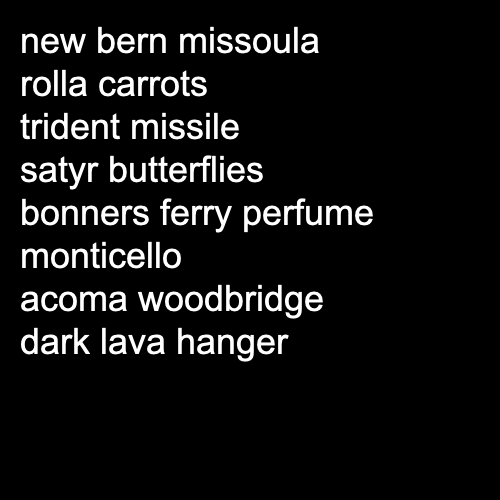 new bern missoula
rolla carrots
trident missile
satyr butterflies
bonners ferry perfume
monticello
acoma woodbridge
dark lava hanger